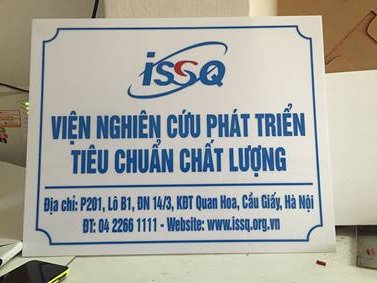 ISSQ
VIỆN NGHIÊN CỨU PHÁT TRIỂN
TIÊU CHUẨN CHẤT LƯỢNG
Địa chỉ: P201, Lô B1, ĐN 14/3, KĐT Quan Hoa, Cầu Giấy, Hà Nội
ĐT: 04 2266 1111 - Website: www.issq.org.vn